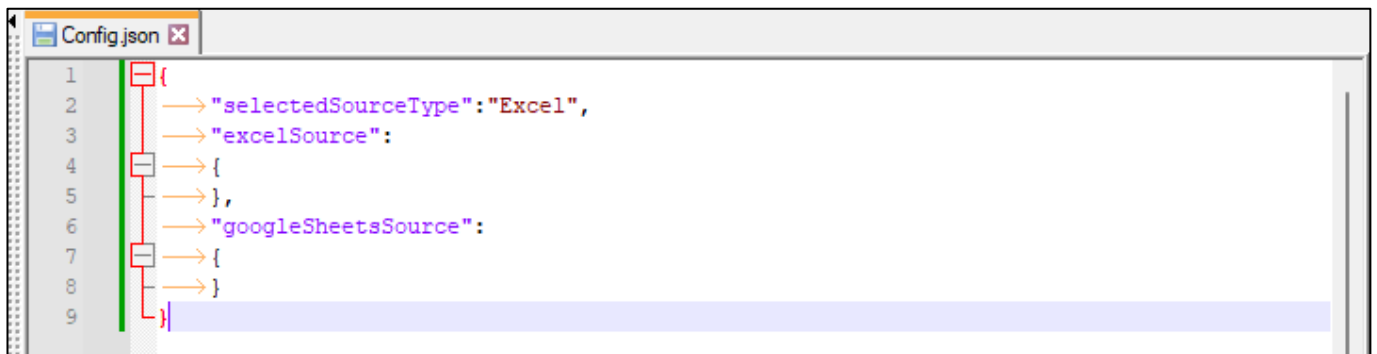 Config.json
1 {
2 "selectedSourceType":"Excel",
3 "excelSource":
4 {
5 },
6 "googleSheetsSource":
7 {
8 }
9 }